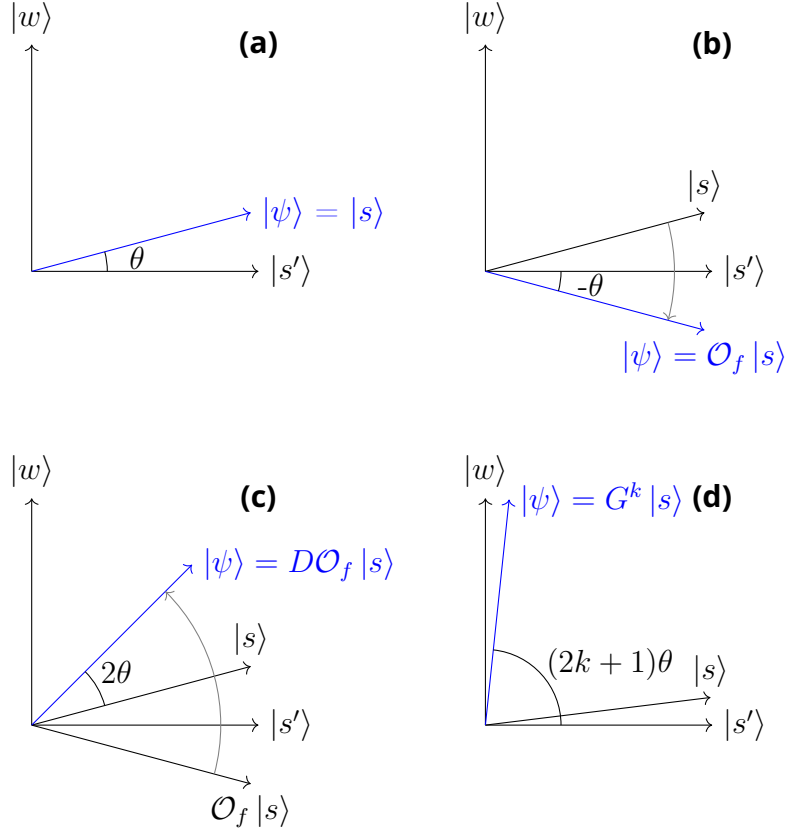 |w⟩
(a)
|ψ⟩ = |s⟩
θ
|s′⟩
|w⟩
(b)
|s⟩
|s′⟩
-θ
|ψ⟩ = 𝒪_f |s⟩
|w⟩
(c)
|ψ⟩ = D𝒪_f |s⟩
|s⟩
2θ
|s′⟩
𝒪_f |s⟩
|w⟩
|ψ⟩ = G^k |s⟩ (d)
(2k + 1)θ
|s⟩
|s′⟩